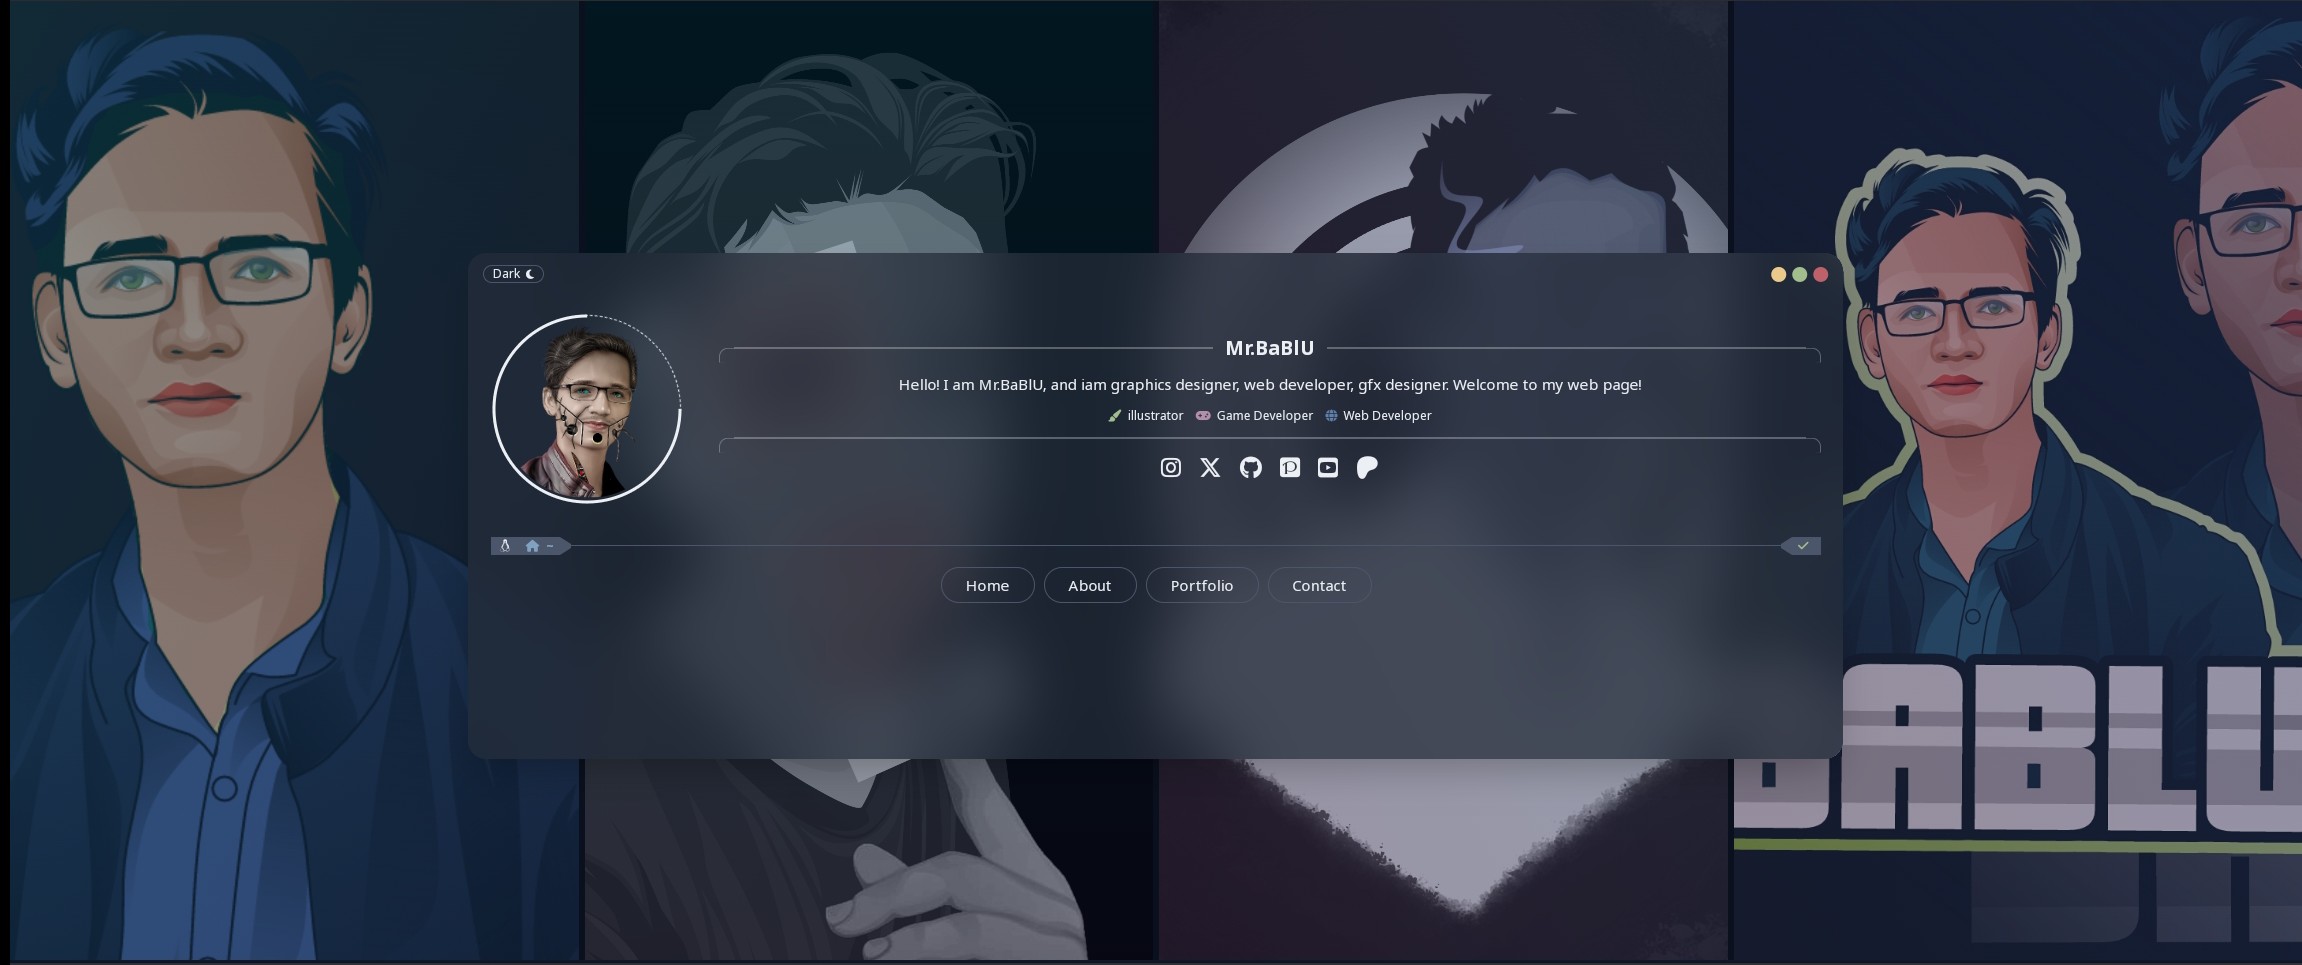 Dark
Mr.BaBlU
Hello! I am Mr.BaBlU, and iam graphics designer, web developer, gfx designer. Welcome to my web page!
illustrator Game Developer Web Developer
~
Home About Portfolio Contact
BABLU